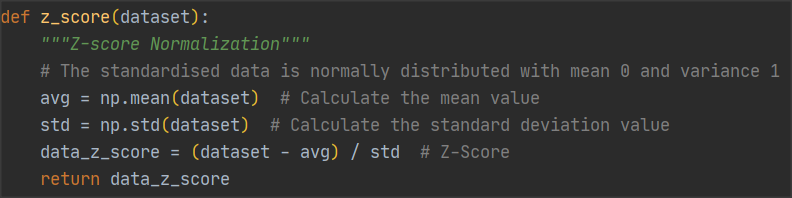 def z_score(dataset):
    """Z-score Normalization"""
    # The standardised data is normally distributed with mean 0 and variance 1
    avg = np.mean(dataset)  # Calculate the mean value
    std = np.std(dataset)  # Calculate the standard deviation value
    data_z_score = (dataset - avg) / std  # Z-Score
    return data_z_score